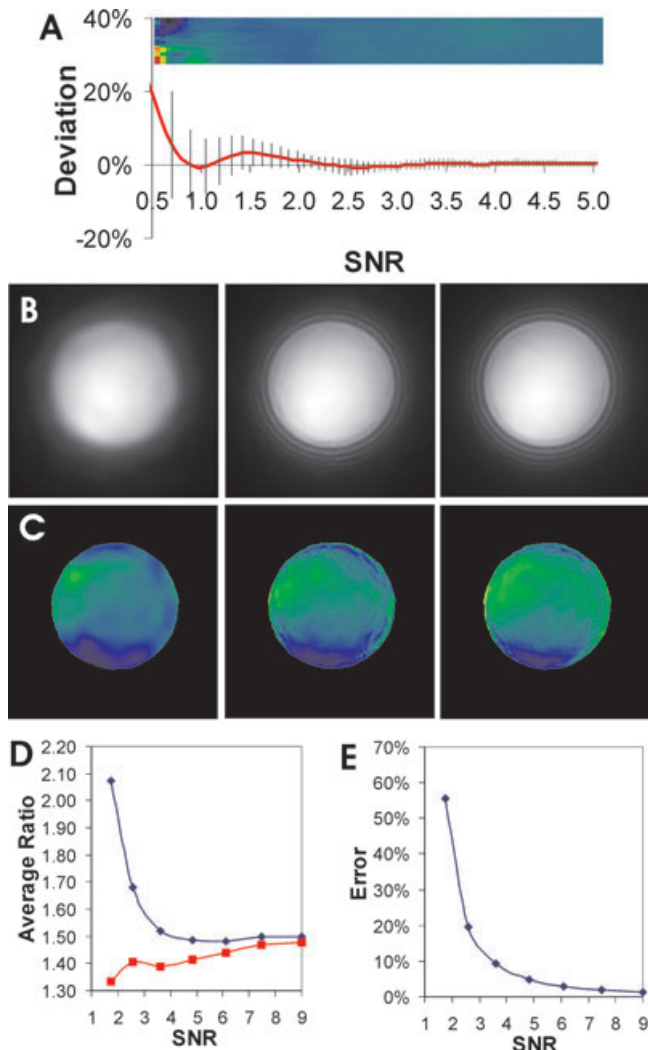 A
40%
20%
0%
-20%
Deviation
0.5 1.0 1.5 2.0 2.5 3.0 3.5 4.0 4.5 5.0
SNR
B
C
D
2.20
2.10
2.00
1.90
1.80
1.70
1.60
1.50
1.40
1.30
Average Ratio
1 2 3 4 5 6 7 8 9
SNR
E
70%
60%
50%
40%
30%
20%
10%
0%
Error
1 2 3 4 5 6 7 8 9
SNR